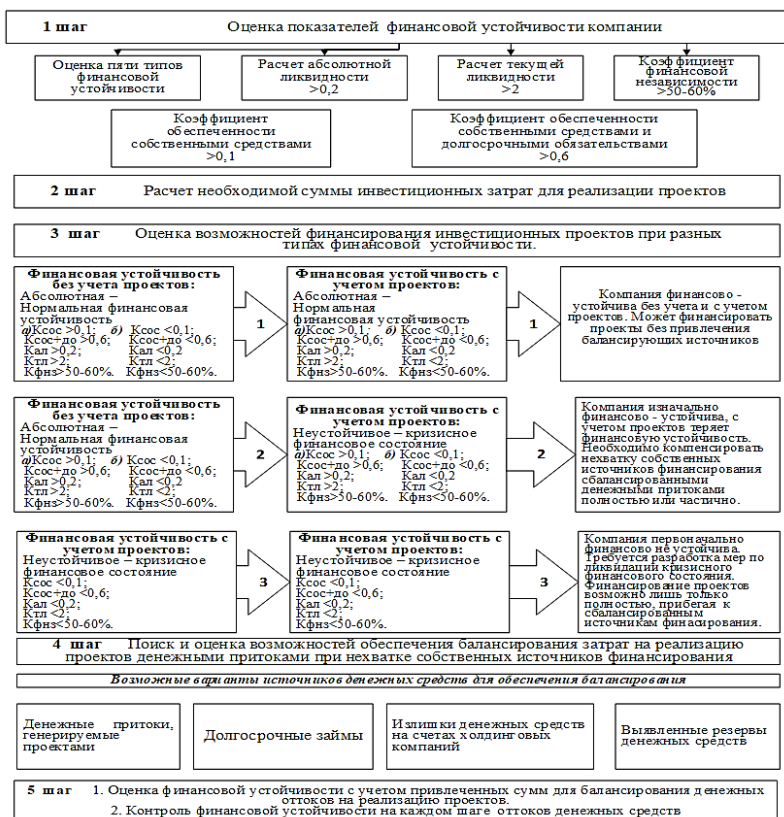 1 шаг Оценка показателей финансовой устойчивости компании
Оценка пяти типов
финансовой
устойчивости
Расчет абсолютной
ликвидности
>0,2
Расчет текущей
ликвидности
>2
Коэффициент
финансовой
независимости
>50-60%
Коэффициент
обеспеченности
собственными средствами
>0,1
Коэффициент обеспеченности
собственными средствами и
долгосрочными обязательствами
>0,6
2 шаг Расчет необходимой суммы инвестиционных затрат для реализации проектов
3 шаг Оценка возможностей финансирования инвестиционных проектов при разных
типах финансовой устойчивости.
Финансовая устойчивость
без учета проектов:
Абсолютная –
Нормальная финансовая
устойчивость
а)Ксос >0,1; б) Ксос <0,1;
Ксос+до >0,6; Ксос+до <0,6;
Кал >0,2; Кал <0,2
Ктл >2; Ктл <2;
Кфнз>50-60%. Кфнз<50-60%.
1
Финансовая устойчивость с
учетом проектов:
Абсолютная –
Нормальная
финансовая устойчивость
а)Ксос >0,1; б) Ксос <0,1;
Ксос+до >0,6; Ксос+до <0,6;
Кал >0,2; Кал <0,2
Ктл >2; Ктл <2;
Кфнз>50-60%. Кфнз<50-60%.
1
Компания финансово -
устойчива без учета и с учетом
проектов. Может финансировать
проекты без привлечения
балансирующих источников
Финансовая устойчивость
без учета проектов:
Абсолютная –
Нормальная финансовая
устойчивость
а)Ксос >0,1; б) Ксос <0,1;
Ксос+до >0,6; Ксос+до <0,6;
Кал >0,2; Кал <0,2
Ктл >2; Ктл <2;
Кфнз>50-60%. Кфнз<50-60%.
2
Финансовая устойчивость с
учетом проектов:
Неустойчивое – кризисное
финансовое состояние
а)Ксос >0,1; б) Ксос <0,1;
Ксос+до >0,6; Ксос+до <0,6;
Кал >0,2; Кал <0,2
Ктл >2; Ктл <2;
Кфнз>50-60%. Кфнз<50-60%.
2
Компания изначально
финансово - устойчива, с
учетом проектов теряет
финансовую устойчивость.
Необходимо компенсировать
нехватку собственных
источников финансирования
сбалансированными
денежными притоками
полностью или частично.
Финансовая устойчивость с
учетом проектов:
Неустойчивое – кризисное
финансовое состояние
Ксос <0,1;
Ксос+до <0,6;
Кал <0,2;
Ктл <2;
Кфнз<50-60%.
3
Финансовая устойчивость с
учетом проектов:
Неустойчивое – кризисное
финансовое состояние
Ксос <0,1;
Ксос+до <0,6;
Кал <0,2;
Ктл <2;
Кфнз<50-60%.
3
Компания первоначально
финансово не устойчива.
Требуется разработка мер по
ликвидации кризисного
финансового состояния.
Финансирование проектов
возможно лишь только
полностью, прибегая к
сбалансированным
источникам финасирования.
4 шаг Поиск и оценка возможностей обеспечения балансирования затрат на реализацию
проектов денежными притоками при нехватке собственных источников финансирования
Возможные варианты источников денежных средств для обеспечения балансирования
Денежные притоки,
генерируемые
проектами
Долгосрочные займы
Излишки денежных средств
на счетах холдинговых
компаний
Выявленные резервы
денежных средств
5 шаг 1. Оценка финансовой устойчивости с учетом привлеченных сумм для балансирования денежных
оттоков на реализацию проектов.
2. Контроль финансовой устойчивости на каждом шаге оттоков денежных средств